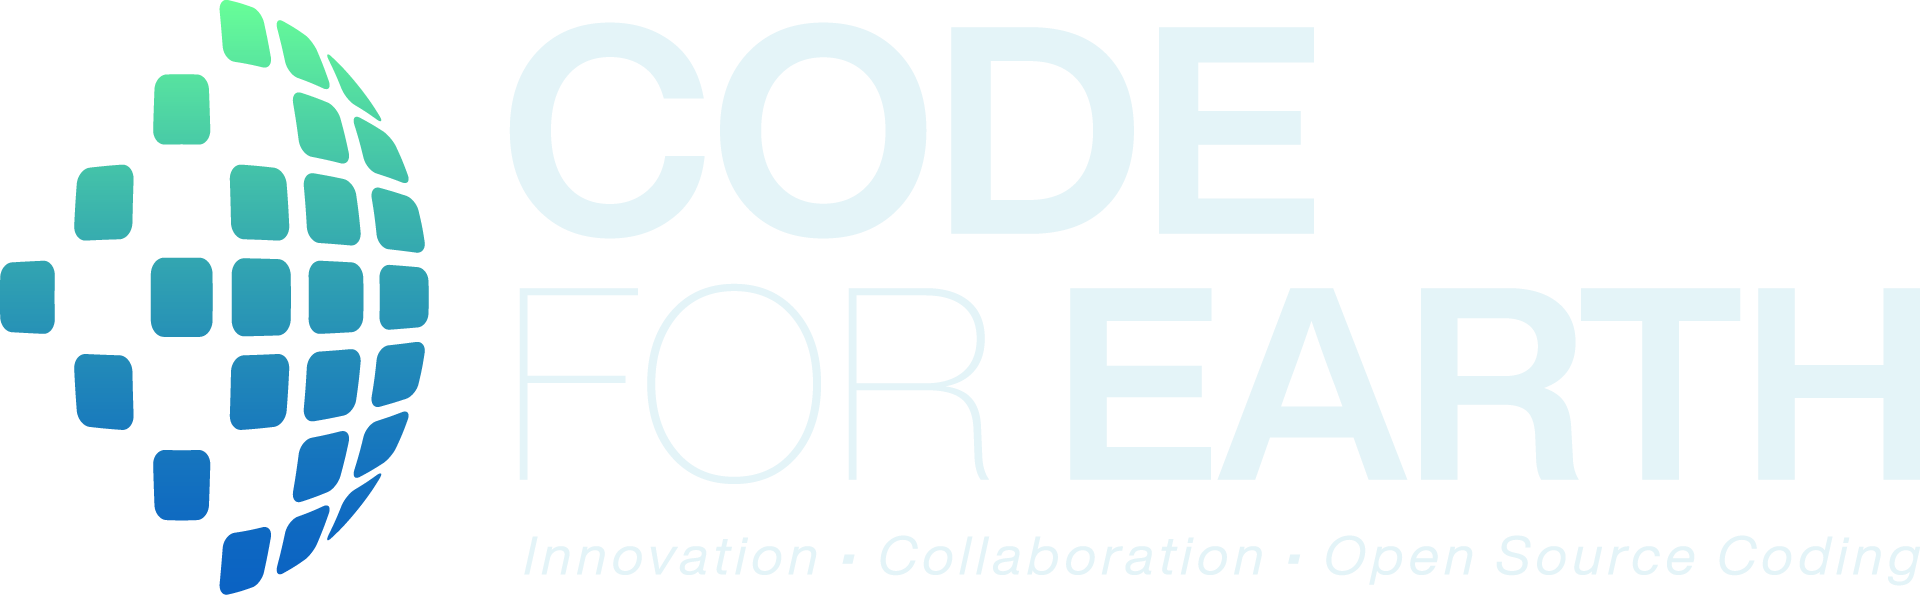 CODE
FOR EARTH
Innovation · Collaboration · Open Source Coding